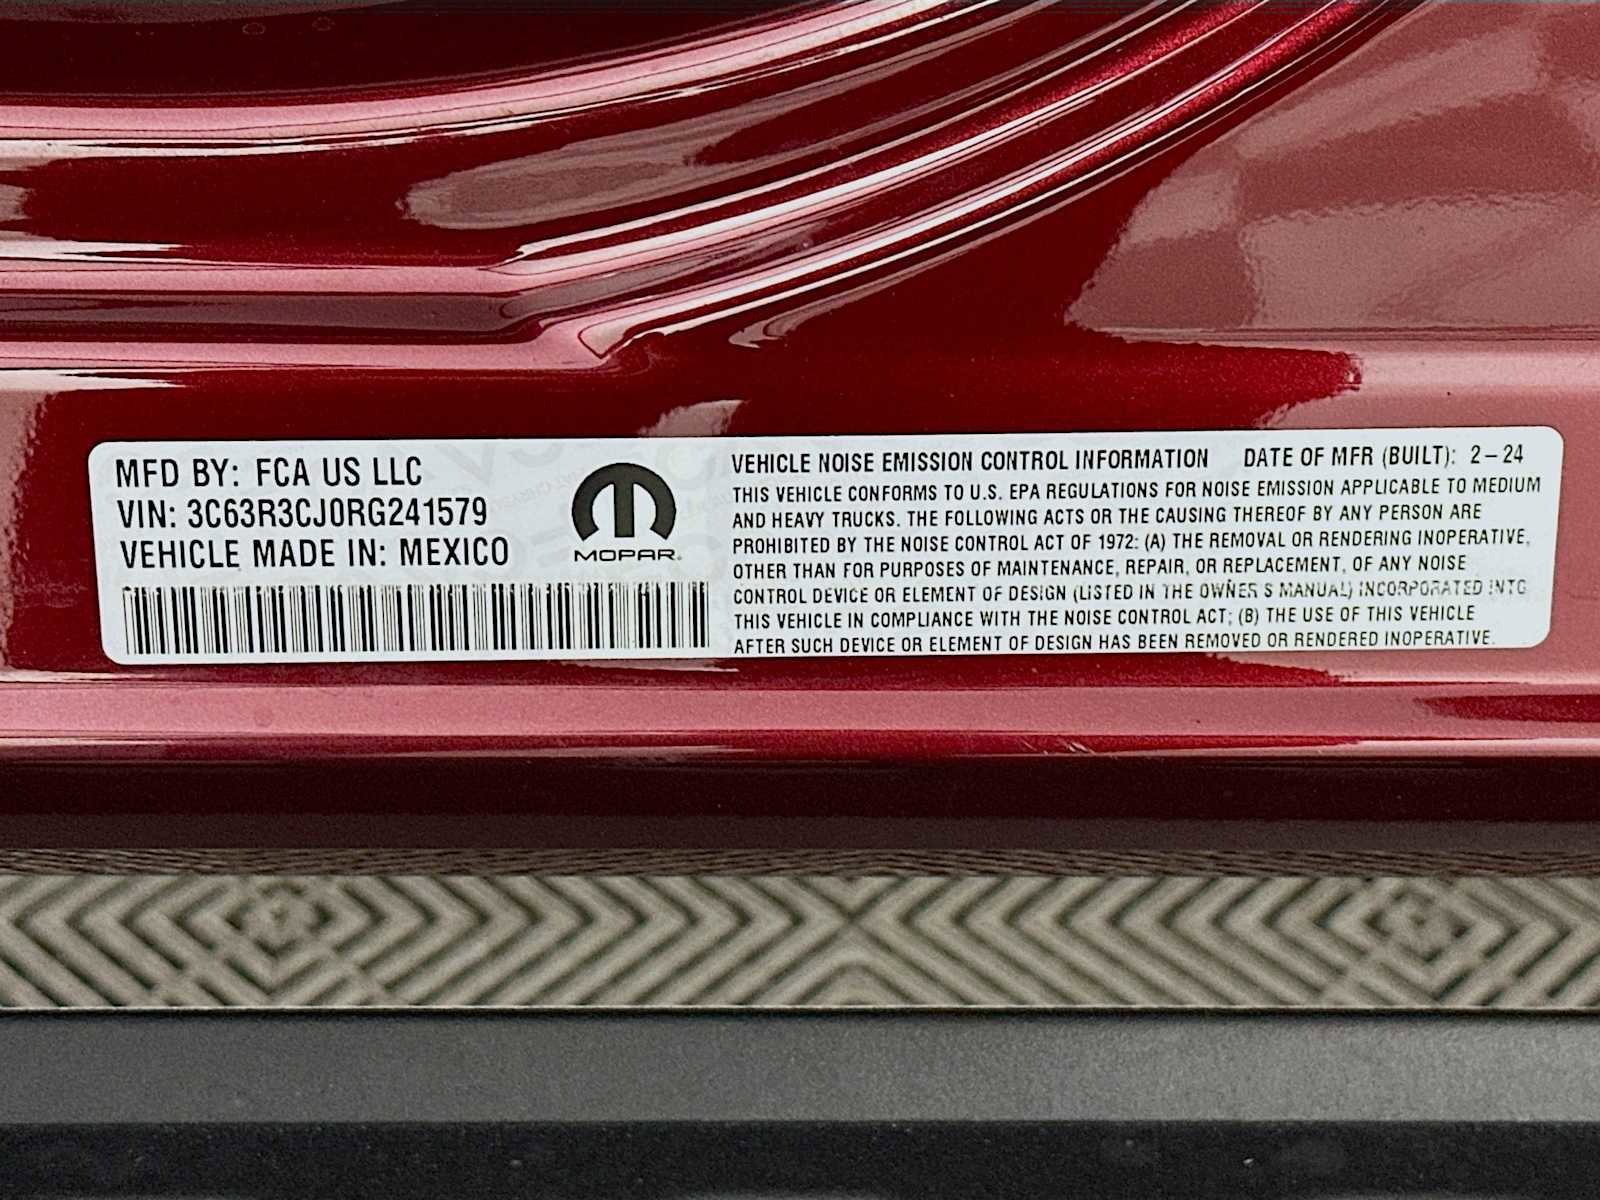 MFD BY: FCA US LLC
VIN: 3C63R3CJ0RG241579
VEHICLE MADE IN: MEXICO
MOPAR®
VEHICLE NOISE EMISSION CONTROL INFORMATION DATE OF MFR (BUILT): 2-24
THIS VEHICLE CONFORMS TO U.S. EPA REGULATIONS FOR NOISE EMISSION APPLICABLE TO MEDIUM
AND HEAVY TRUCKS. THE FOLLOWING ACTS OR THE CAUSING THEREOF BY ANY PERSON ARE
PROHIBITED BY THE NOISE CONTROL ACT OF 1972: (A) THE REMOVAL OR RENDERING INOPERATIVE,
OTHER THAN FOR PURPOSES OF MAINTENANCE, REPAIR, OR REPLACEMENT, OF ANY NOISE
CONTROL DEVICE OR ELEMENT OF DESIGN (LISTED IN THE OWNER'S MANUAL) INCORPORATED INTO
THIS VEHICLE IN COMPLIANCE WITH THE NOISE CONTROL ACT; (B) THE USE OF THIS VEHICLE
AFTER SUCH DEVICE OR ELEMENT OF DESIGN HAS BEEN REMOVED OR RENDERED INOPERATIVE.